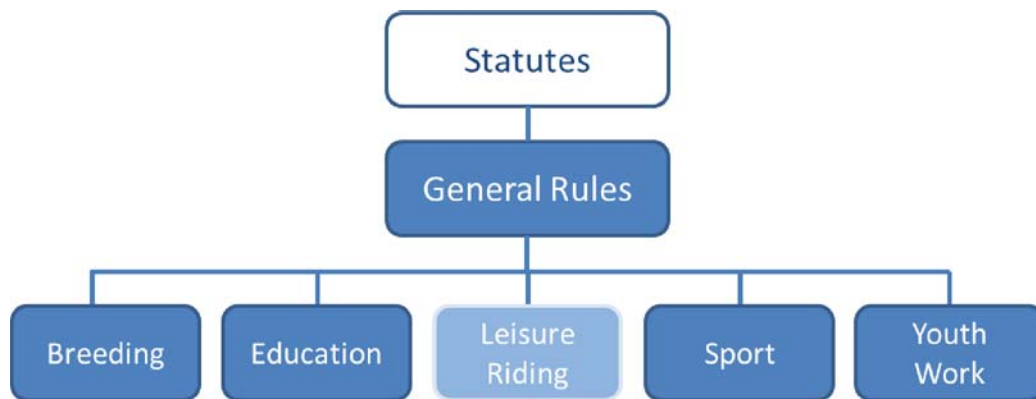 Statutes
General Rules
Breeding
Education
Leisure
Riding
Sport
Youth
Work